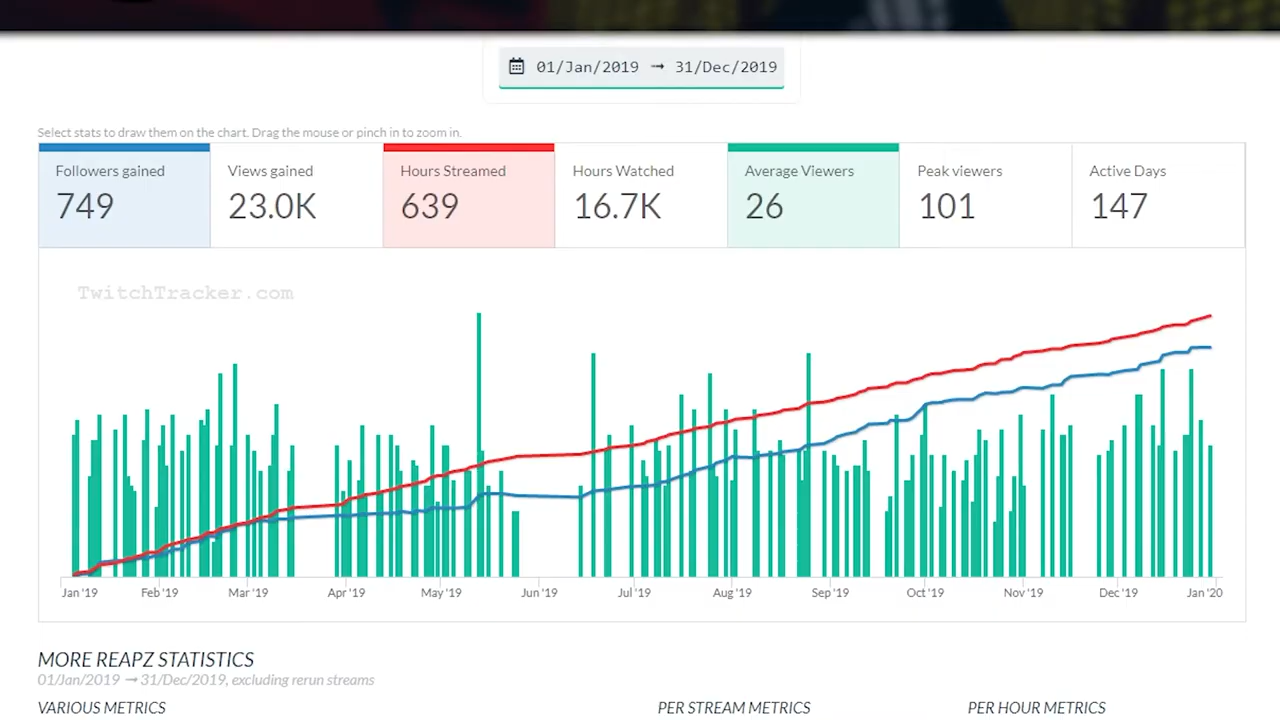 01/Jan/2019 → 31/Dec/2019
Select stats to draw them on the chart. Drag the mouse or pinch in to zoom in.
Followers gained Views gained Hours Streamed Hours Watched Average Viewers Peak viewers Active Days
749 23.0K 639 16.7K 26 101 147
TwitchTracker.com
Jan '19 Feb '19 Mar '19 Apr '19 May '19 Jun '19 Jul '19 Aug '19 Sep '19 Oct '19 Nov '19 Dec '19 Jan '20
MORE REAPZ STATISTICS
01/Jan/2019 → 31/Dec/2019, excluding rerun streams
VARIOUS METRICS PER STREAM METRICS PER HOUR METRICS